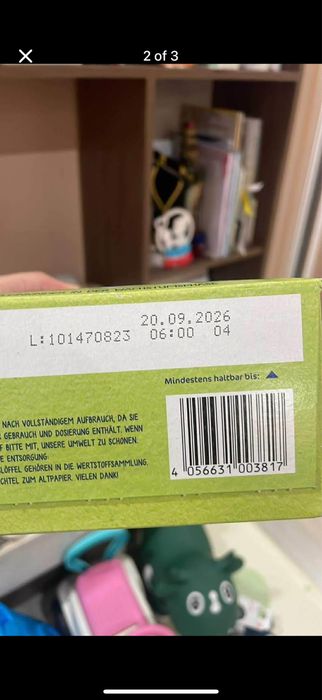 2 of 3
20.09.2026
L:101470823 06:00 04
Mindestens haltbar bis:
NACH VOLLSTÄNDIGEM AUFBRAUCH, DA SIE
GEBRAUCH UND DOSIERUNG ENTHÄLT. WENN
F BITTE MIT, UNSERE UMWELT ZU SCHONEN.
E ENTSORGUNG:
LÖFFEL GEHÖREN IN DIE WERTSTOFFSAMMLUNG,
CHTEL ZUM ALTPAPIER. VIELEN DANK!
4 056631 003817